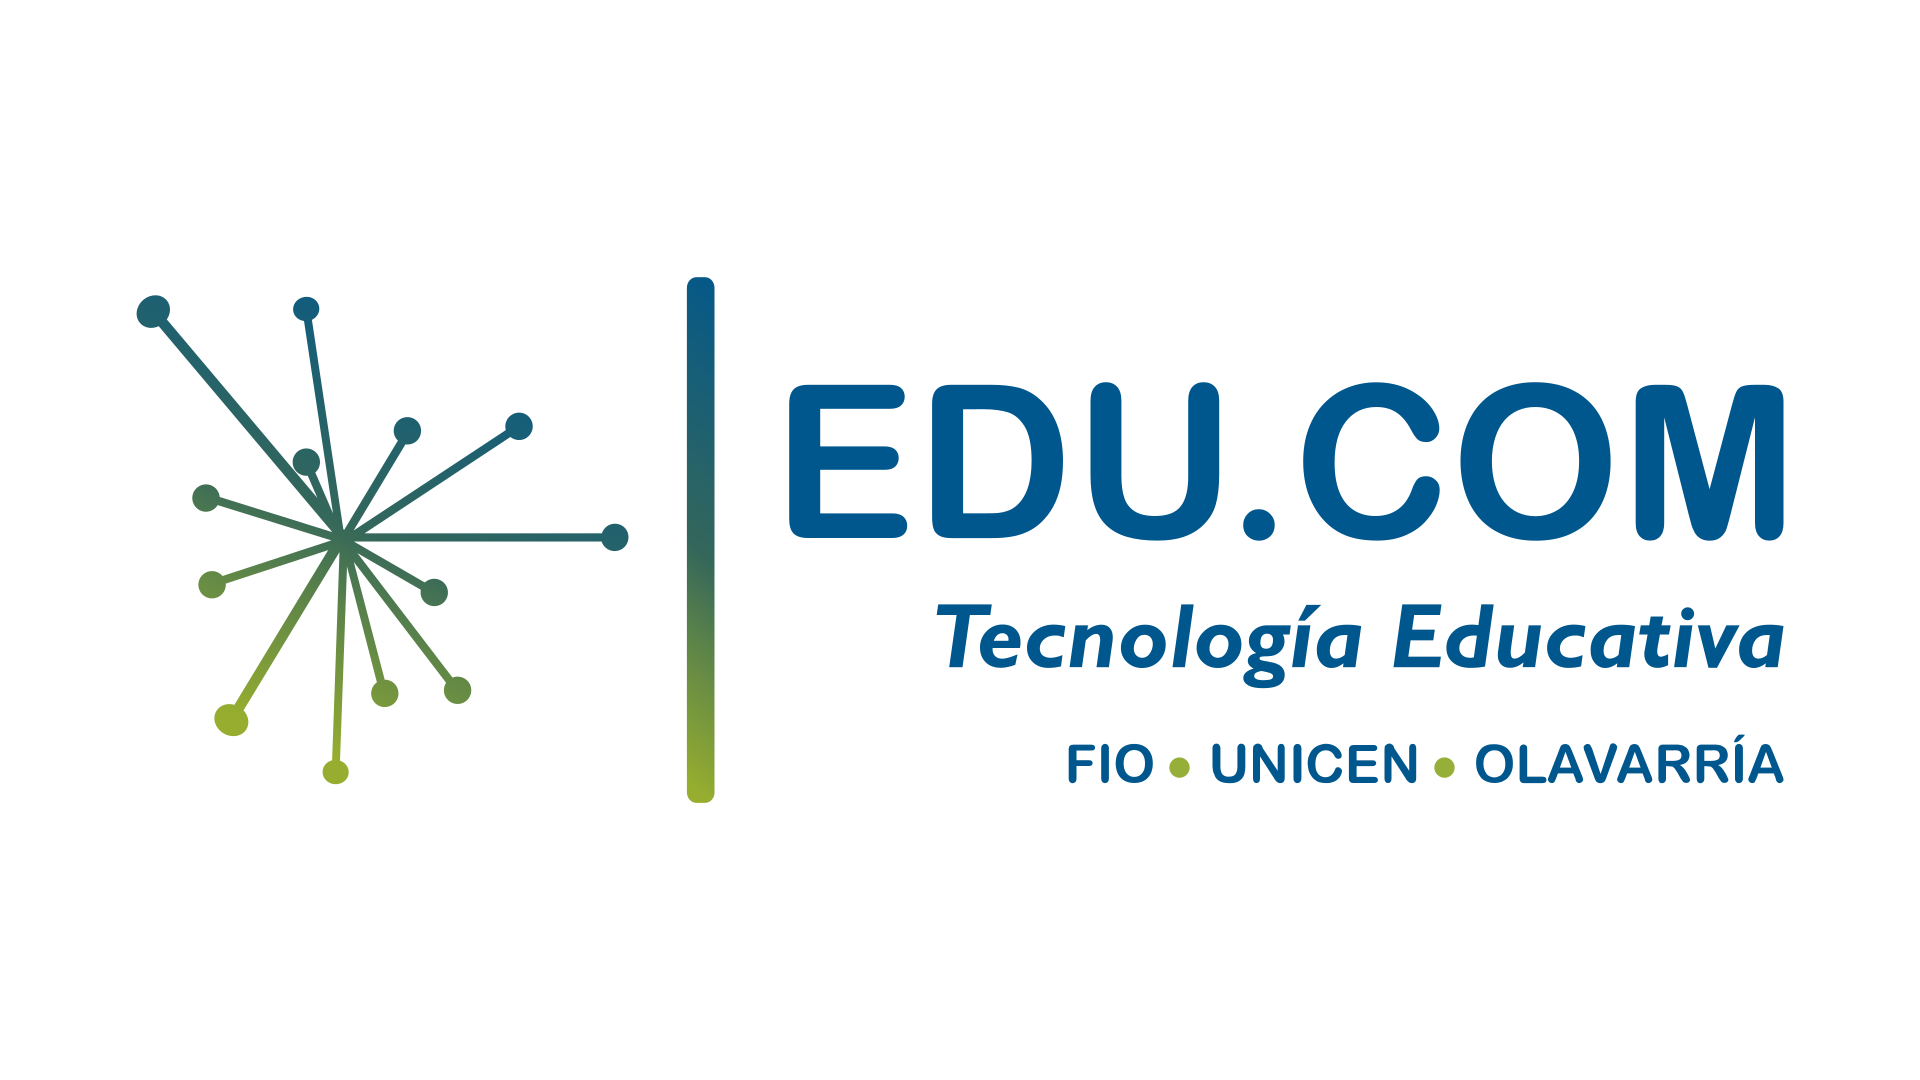 EDU.COM
Tecnología Educativa
FIO • UNICEN • OLAVARRÍA